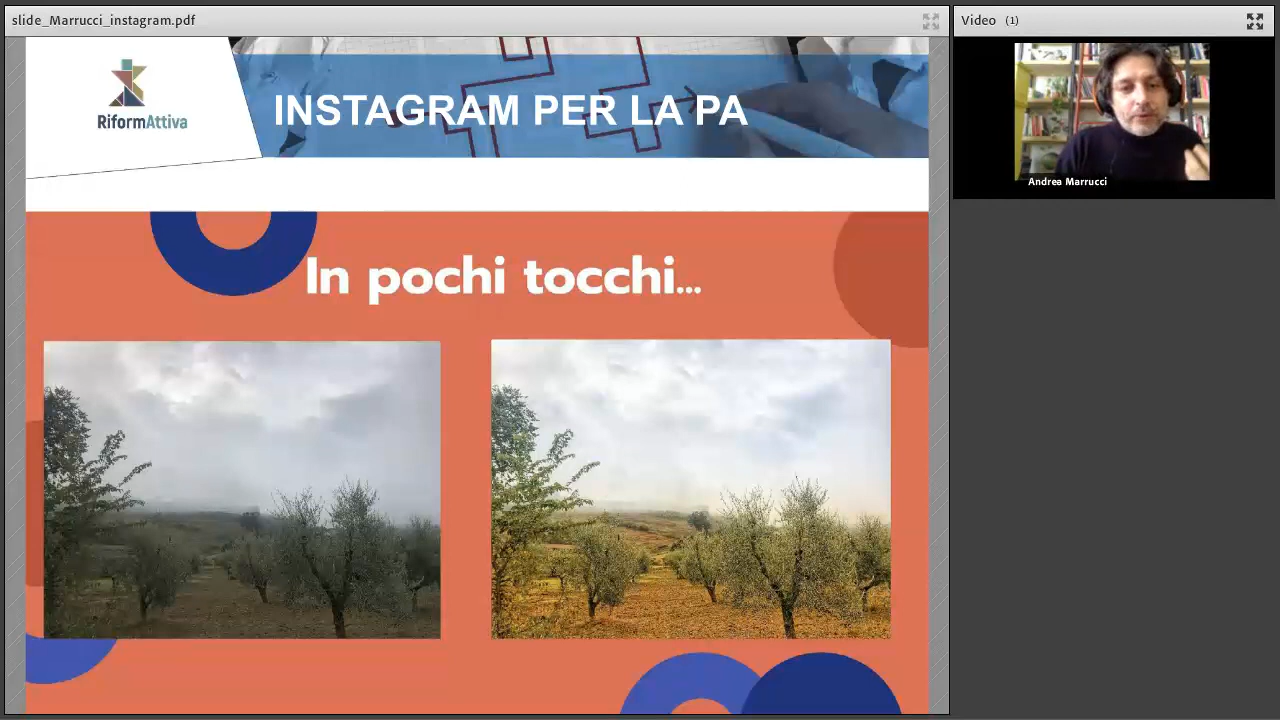 slide_Marrucci_instagram.pdf
Video (1)
RiformAttiva
INSTAGRAM PER LA PA
Andrea Marrucci
In pochi tocchi...